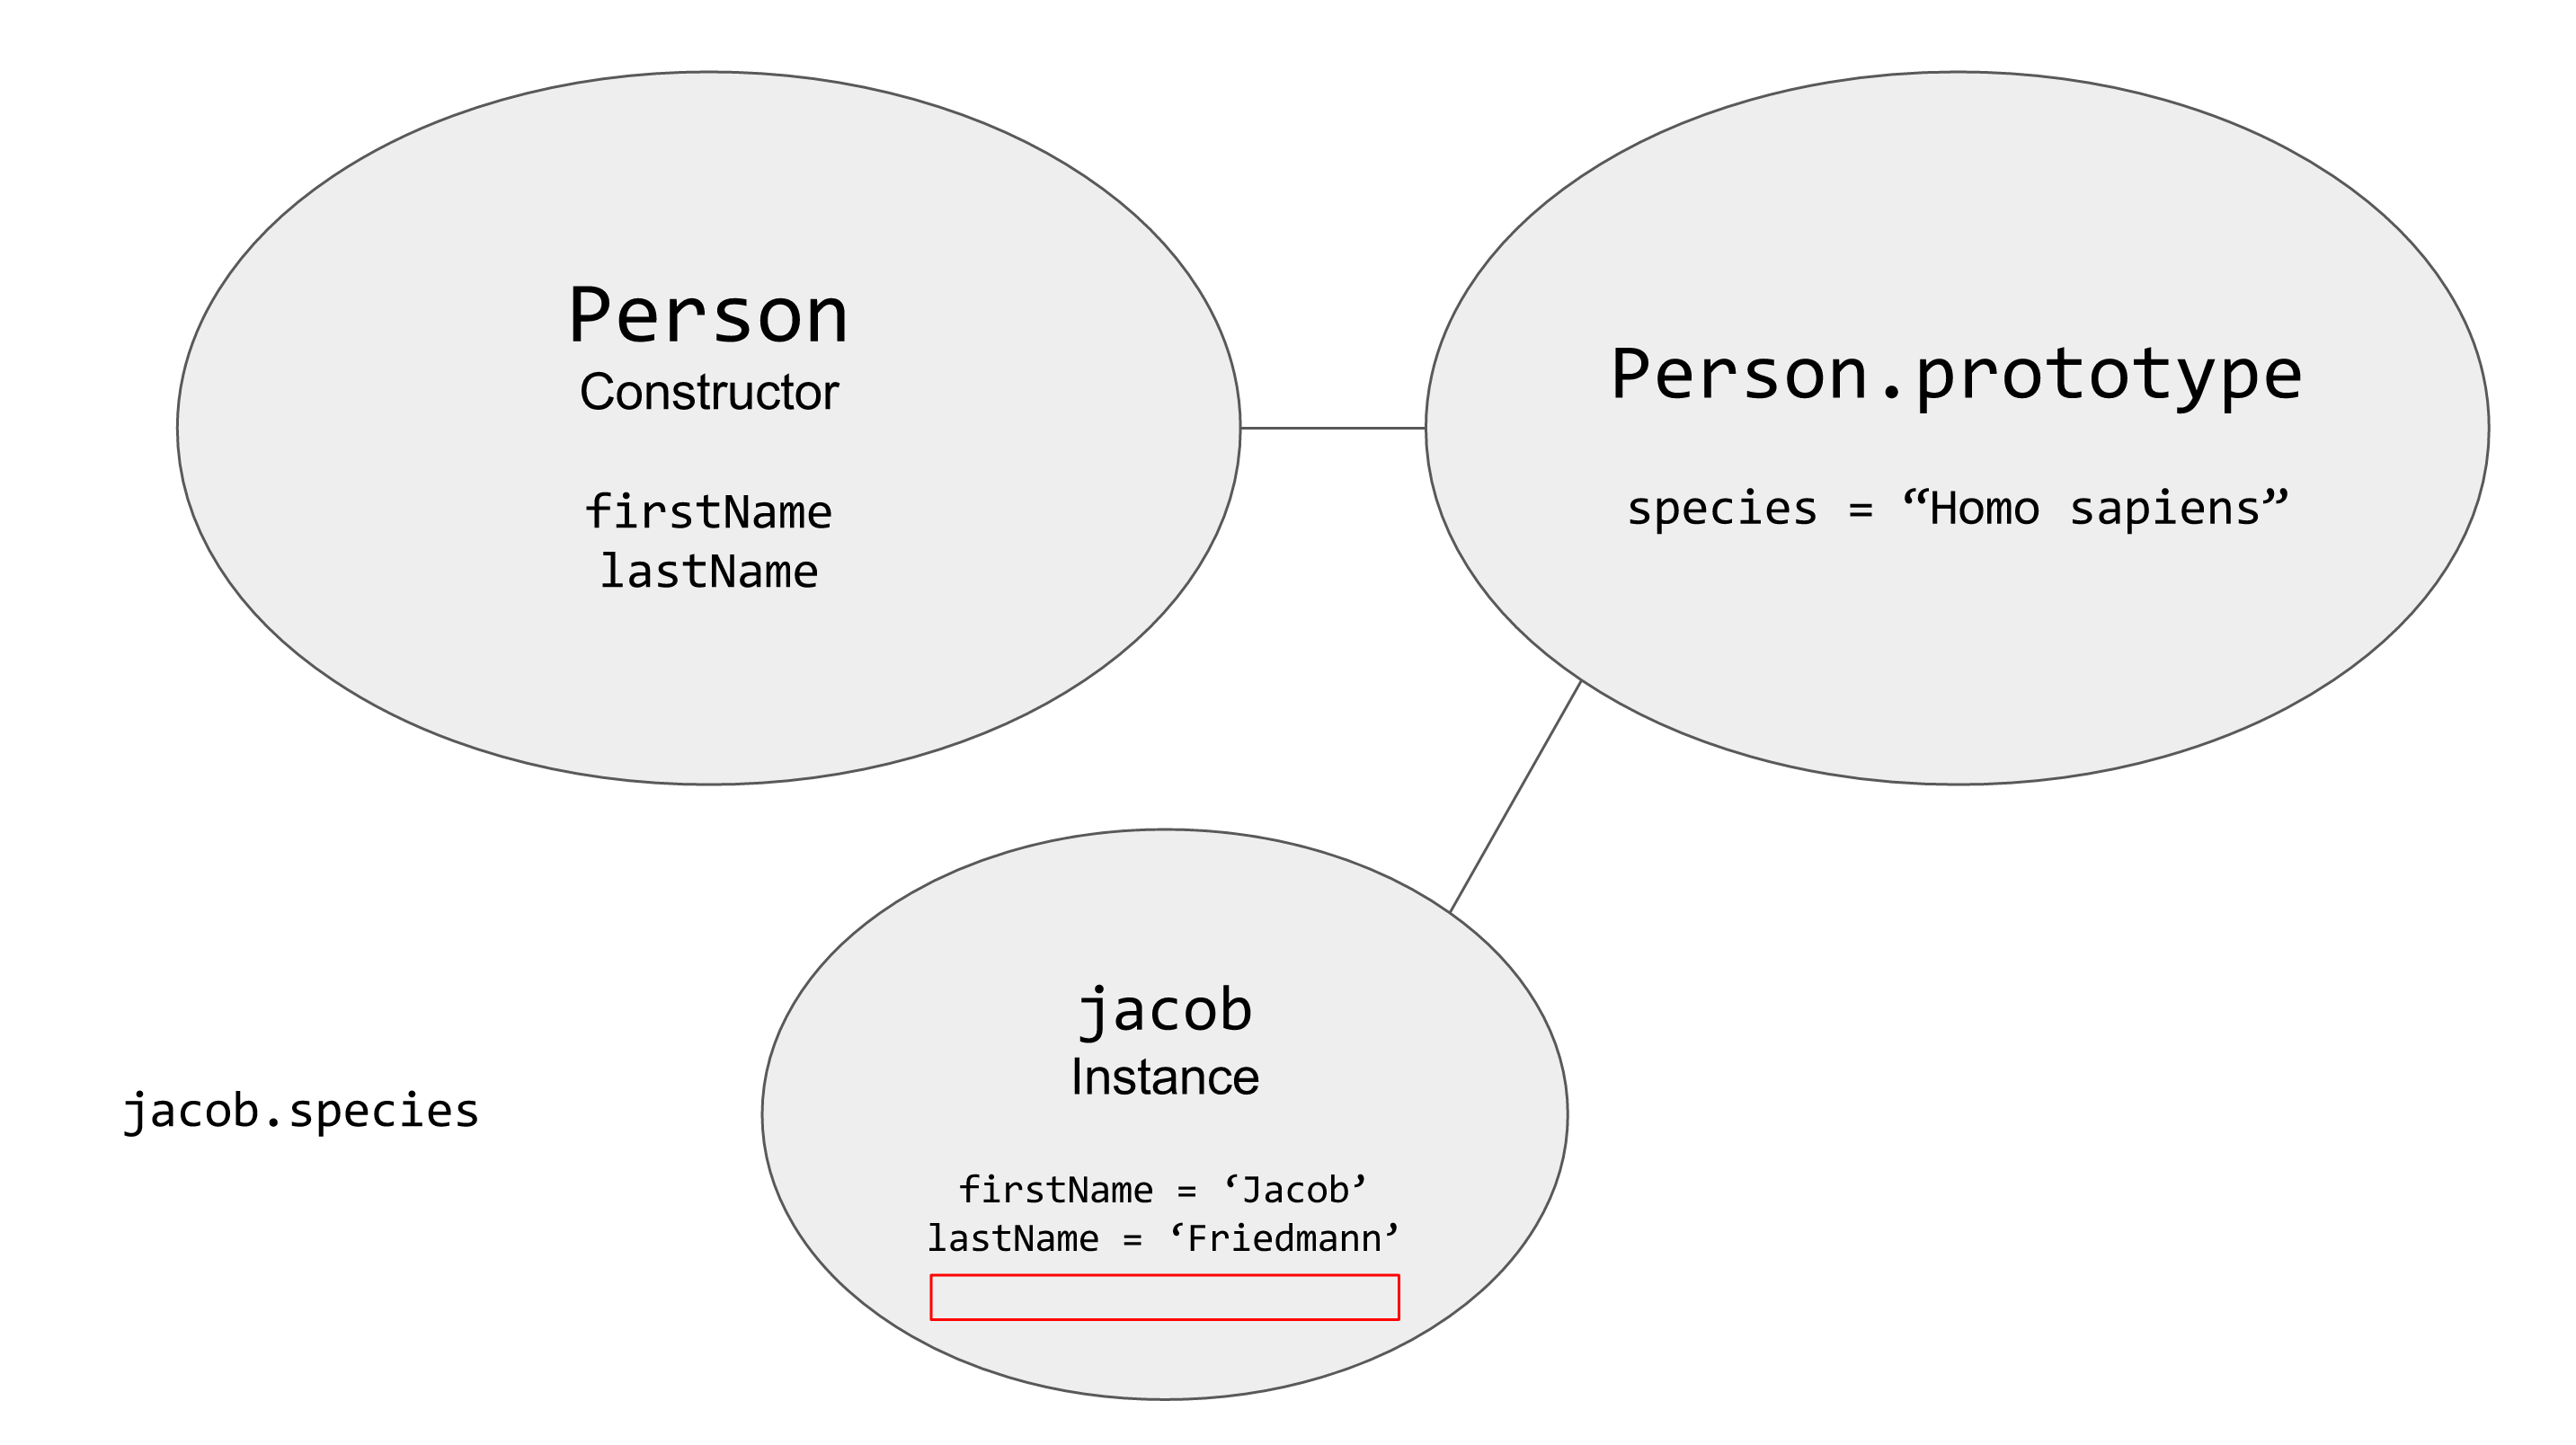 Person
Constructor
firstName
lastName
Person.prototype
species = “Homo sapiens”
jacob
Instance
firstName = ‘Jacob’
lastName = ‘Friedmann’
jacob.species